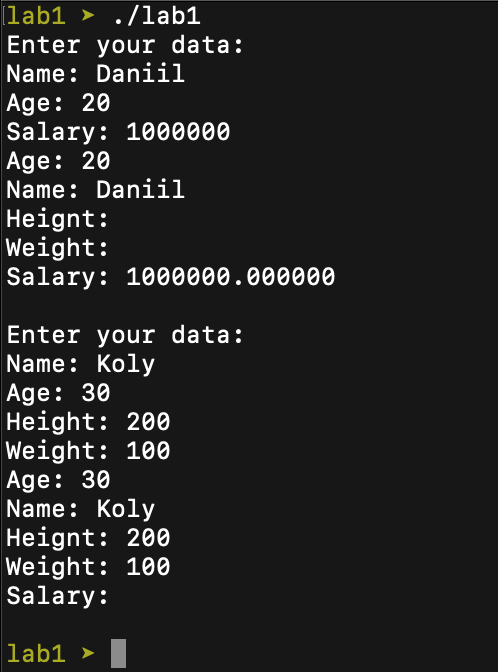 lab1 ➤ ./lab1
Enter your data:
Name: Daniil
Age: 20
Salary: 1000000
Age: 20
Name: Daniil
Heignt:
Weight:
Salary: 1000000.000000
Enter your data:
Name: Koly
Age: 30
Height: 200
Weight: 100
Age: 30
Name: Koly
Heignt: 200
Weight: 100
Salary:
lab1 ➤